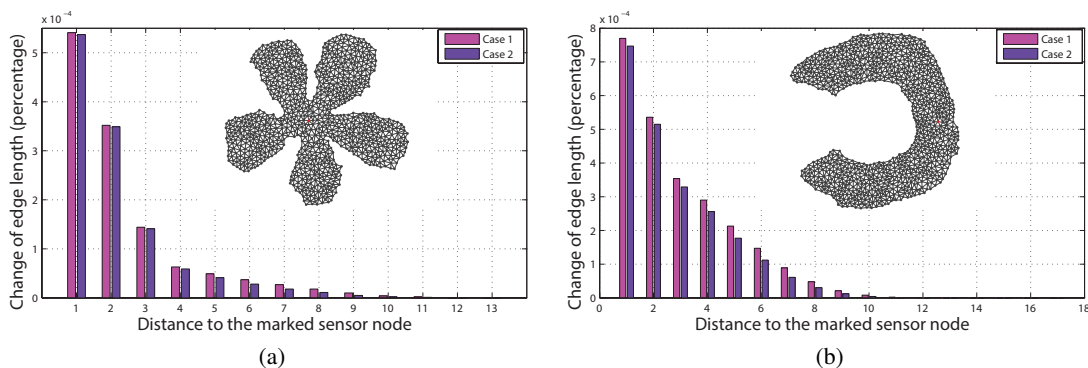 x 10⁻⁴
Change of edge length (percentage)
5
4
3
2
1
0
Case 1
Case 2
1 2 3 4 5 6 7 8 9 10 11 12 13
Distance to the marked sensor node
(a)
x 10⁻⁴
Change of edge length (percentage)
8
7
6
5
4
3
2
1
0
Case 1
Case 2
0 2 4 6 8 10 12 14 16 18
Distance to the marked sensor node
(b)